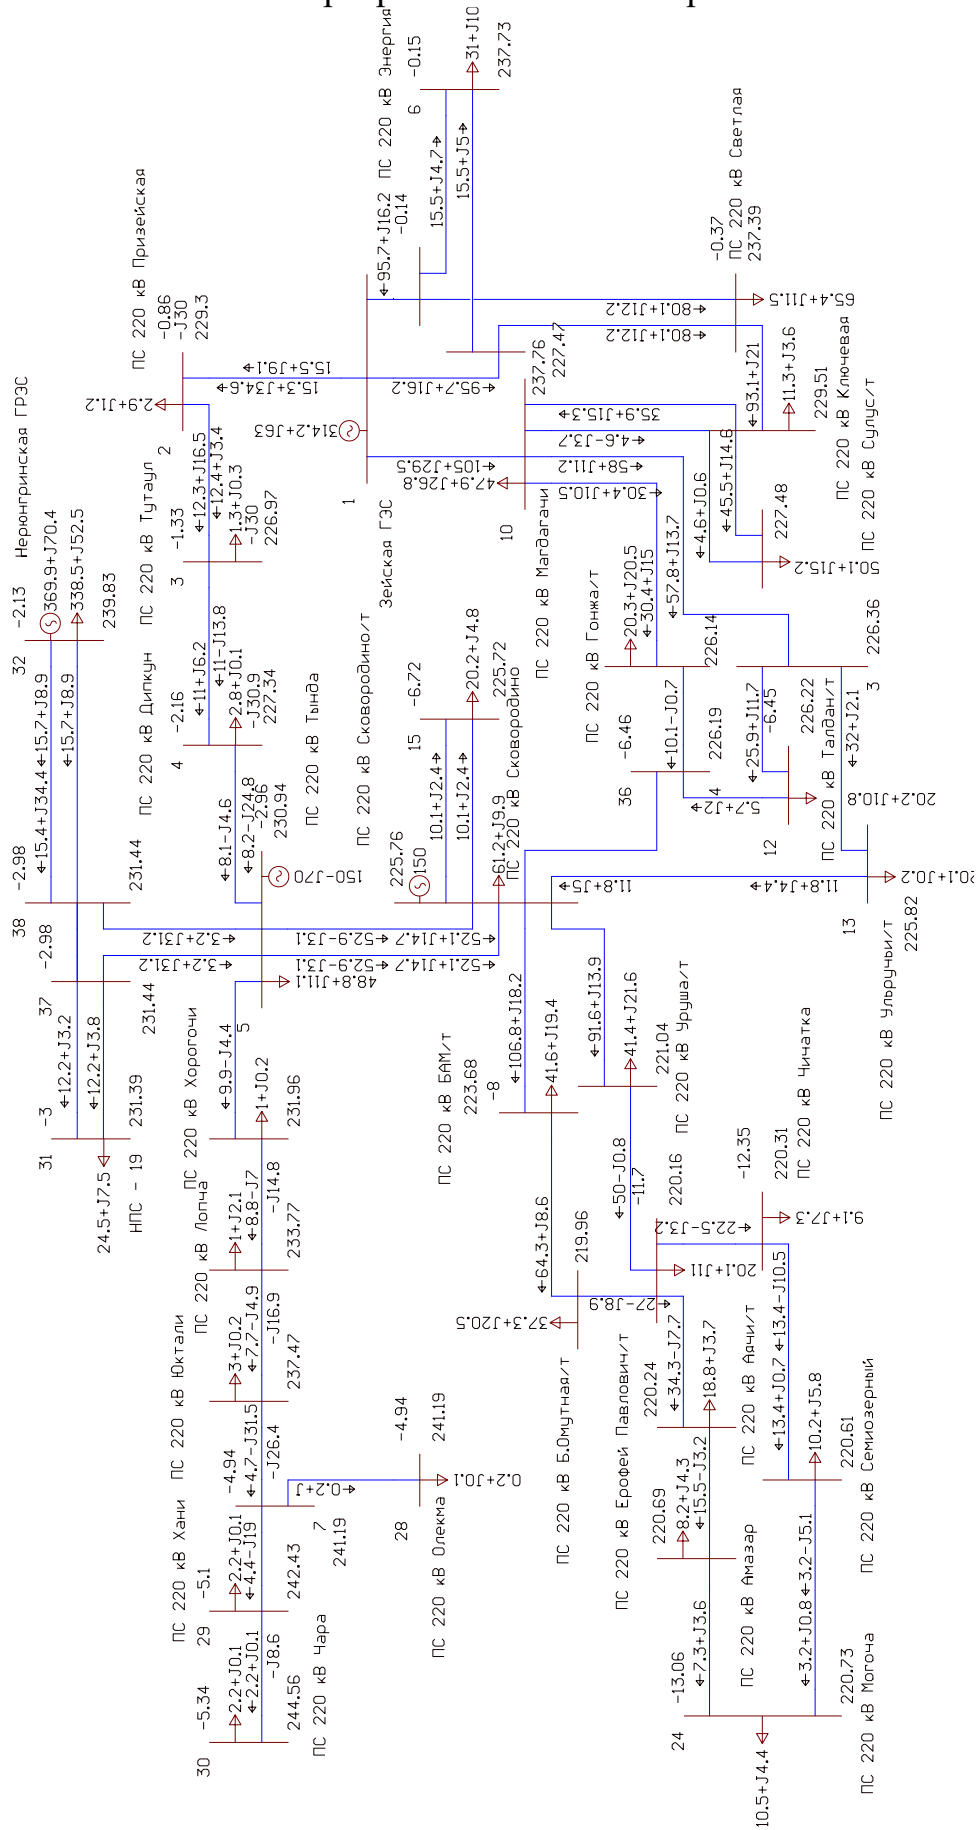 Нерюнгринская ГРЭС
32
-2.13
369.9+J70.4
338.5+J52.5
239.83
15.7+J8.9
15.7+J8.9
15.4+J34.4
38
-2.98
231.44
37
-2.98
231.44
12.2+J3.2
12.2+J3.8
31
-3
231.39
24.5+J7.5
НПС - 19
ПС 220 кВ Призейская
-0.86
-J30
229.3
2
2.9+J1.2
15.5+J9.1
15.3+J34.6
12.3+J16.5
12.4+J3.4
ПС 220 кВ Тутаул
3
-1.33
1.3+J0.3
-J30
226.97
11+J6.2
11-J13.8
ПС 220 кВ Дипкун
4
-2.16
2.8+J0.1
-J30.9
227.34
8.1-J4.6
8.2-J24.8
ПС 220 кВ Тында
-2.96
230.94
5
150-J70
48.8+J11.1
3.2+J31.2
3.2+J31.2
52.9-J3.1
52.9-J3.1
52.1+J14.7
52.1+J14.7
9.9-J4.4
ПС 220 кВ Хорогочи
1+J0.2
231.96
8.8-J7
-J14.8
ПС 220 кВ Лопча
1+J2.1
233.77
7.7-J4.9
-J16.9
ПС 220 кВ Юктали
3+J0.2
237.47
4.7-J31.5
-J26.4
-4.94
7
241.19
0.2+J
28
-4.94
241.19
0.2+J0.1
ПС 220 кВ Олекма
ПС 220 кВ Хани
29
-5.1
2.2+J0.1
4.4-J19
242.43
30
-5.34
2.2+J0.1
2.2+J0.1
-J8.6
244.56
ПС 220 кВ Чара
Зейская ГЭС
1
314.2+J63
95.7+J16.2
95.7+J16.2
105+J29.5
ПС 220 кВ Энергия
6
-0.15
31+J10
237.73
-0.14
15.5+J4.7
15.5+J5
237.76
ПС 220 кВ Светлая
-0.37
237.39
80.1+J12.2
80.1+J12.2
65.4+J11.5
93.1+J21
ПС 220 кВ Ключевая
11.3+J3.6
229.51
ПС 220 кВ Магдагачи
10
227.47
47.9+J26.8
35.9+J15.3
4.6-J3.7
58+J11.2
30.4+J10.5
45.5+J14.6
4.6+J0.6
ПС 220 кВ Сулус/т
227.48
50.1+J15.2
ПС 220 кВ Гонжа/т
20.3+J20.5
30.4+J15
226.14
57.8+J13.7
10.1-J0.7
36
-6.46
226.19
4
5.7+J2
ПС 220 кВ Талдан/т
12
-6.45
226.22
25.9+J11.7
3
226.36
32+J2.1
20.2+J10.8
ПС 220 кВ Ульручьи/т
13
225.82
20.1+J0.2
11.8+J5
11.8+J4.4
ПС 220 кВ Сковородино/т
15
-6.72
20.2+J4.8
225.72
10.1+J2.4
10.1+J2.4
ПС 220 кВ Сковородино
225.76
150
61.2+J9.9
ПС 220 кВ БАМ/т
223.68
-8
106.8+J18.2
41.6+J19.4
ПС 220 кВ Уруша/т
91.6+J13.9
41.4+J21.6
221.04
64.3+J8.6
50-J0.8
ПС 220 кВ Б.Омутная/т
219.96
37.3+J20.5
27-J8.9
ПС 220 кВ Ерофей Павлович/т
-11.7
220.16
20.1+J11
22.5-J3.2
34.3-J7.7
ПС 220 кВ Чичатка
-12.35
220.31
9.1+J7.3
13.4-J10.5
13.4+J0.7
ПС 220 кВ Аячи/т
220.24
18.8+J3.7
15.5-J3.2
ПС 220 кВ Амазар
220.69
8.2+J4.3
7.3+J3.6
ПС 220 кВ Семиозерный
10.2+J5.8
220.61
3.2-J5.1
3.2+J0.8
ПС 220 кВ Могоча
24
-13.06
220.73
10.5+J4.4